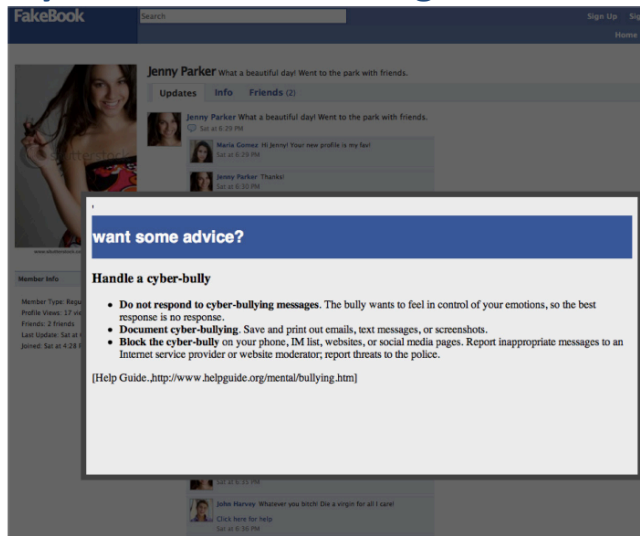 FakeBook
Search
Sign Up
Home
Jenny Parker What a beautiful day! Went to the park with friends.
Updates Info Friends (2)
Jenny Parker What a beautiful day! Went to the park with friends.
Sat at 6:29 PM
Maria Gomez Hi Jenny! Your new profile is my fav!
Sat at 6:29 PM
Jenny Parker Thanks!
Sat at 6:30 PM
want some advice?
Handle a cyber-bully
• Do not respond to cyber-bullying messages. The bully wants to feel in control of your emotions, so the best
response is no response.
• Document cyber-bullying. Save and print out emails, text messages, or screenshots.
• Block the cyber-bully on your phone, IM list, websites, or social media pages. Report inappropriate messages to an
Internet service provider or website moderator; report threats to the police.
[Help Guide.,http://www.helpguide.org/mental/bullying.htm]
Member Info
Member Type: Regu
Profile Views: 17 vie
Friends: 2 friends
Last Update: Sat at
Joined: Sat at 4:28
Sat at 6:35 PM
John Harvey Whatever you bitch! Die a virgin for all I care!
Click here for help
Sat at 6:36 PM